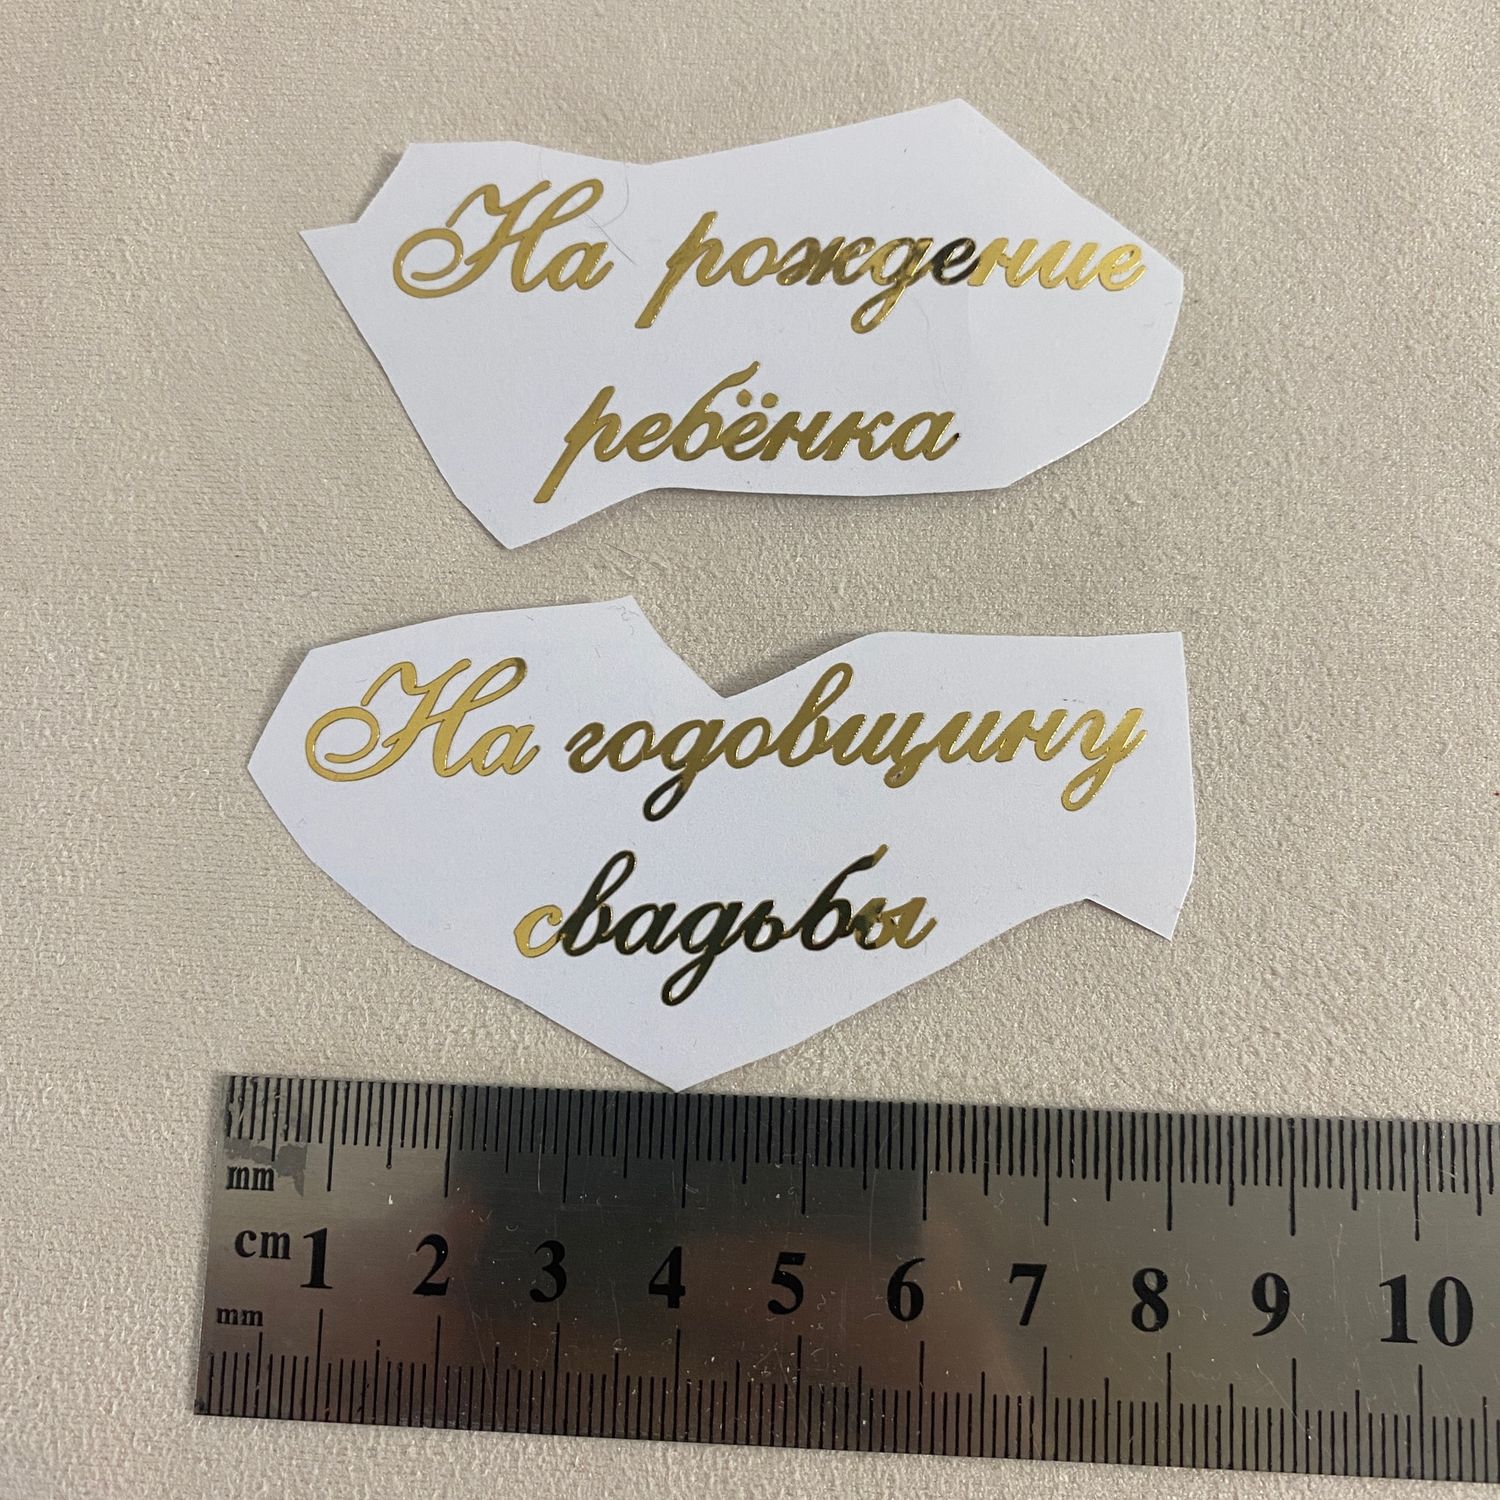 На рождение
ребёнка
На годовщину
свадьбы
mm
cm 1 2 3 4 5 6 7 8 9 10
mm